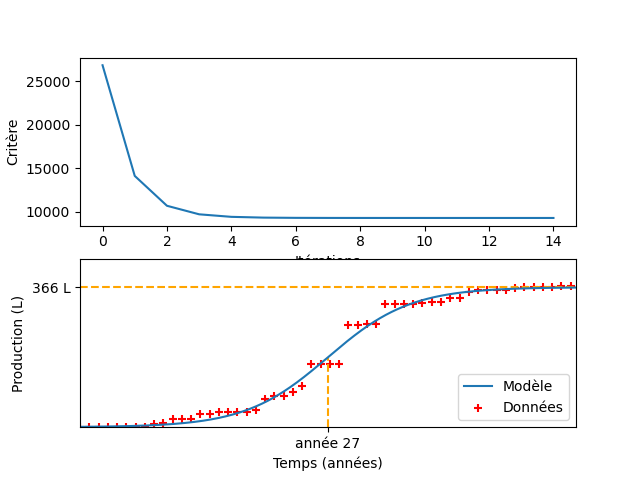 25000
20000
15000
10000
Critère
0 2 4 6 8 10 12 14
Itérations
366 L
Production (L)
Modèle
Données
année 27
Temps (années)